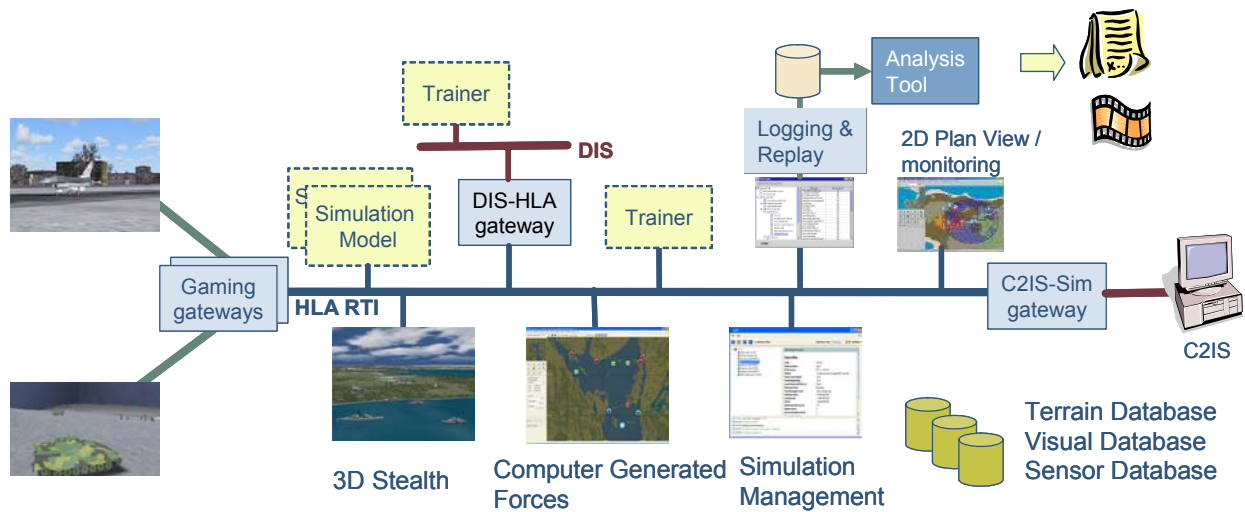 Analysis
Tool
Trainer
DIS
Logging &
Replay
2D Plan View /
monitoring
S
Simulation
Model
DIS-HLA
gateway
Trainer
Gaming
gateways
HLA RTI
C2IS-Sim
gateway
C2IS
3D Stealth
Computer Generated
Forces
Simulation
Management
Terrain Database
Visual Database
Sensor Database